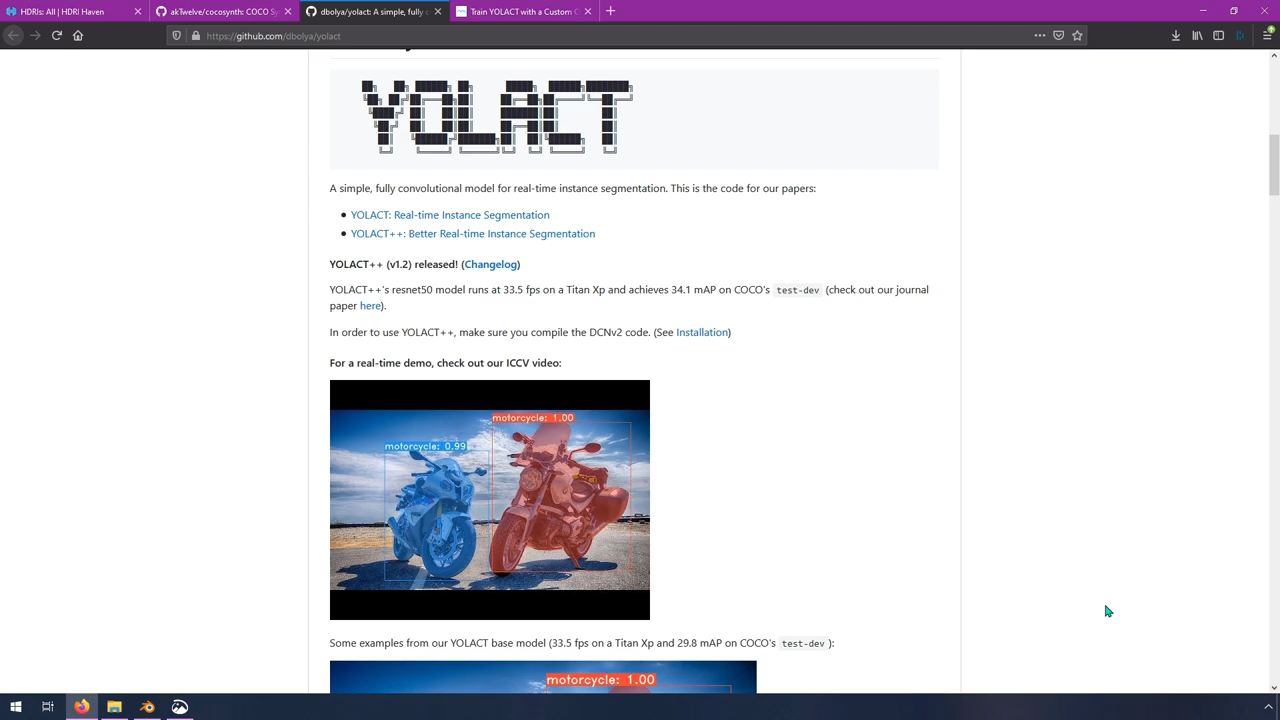 HDRIs: All | HDRI Haven
akTwelve/cocosynth: COCO Sy
dbolya/yolact: A simple, fully c
Train YOLACT with a Custom C
https://github.com/dbolya/yolact
YOLACT
A simple, fully convolutional model for real-time instance segmentation. This is the code for our papers:
• YOLACT: Real-time Instance Segmentation
• YOLACT++: Better Real-time Instance Segmentation
YOLACT++ (v1.2) released! (Changelog)
YOLACT++'s resnet50 model runs at 33.5 fps on a Titan Xp and achieves 34.1 mAP on COCO's test-dev (check out our journal
paper here).
In order to use YOLACT++, make sure you compile the DCNv2 code. (See Installation)
For a real-time demo, check out our ICCV video:
motorcycle: 1.00
motorcycle: 0.99
Some examples from our YOLACT base model (33.5 fps on a Titan Xp and 29.8 mAP on COCO's test-dev):
motorcycle: 1.00